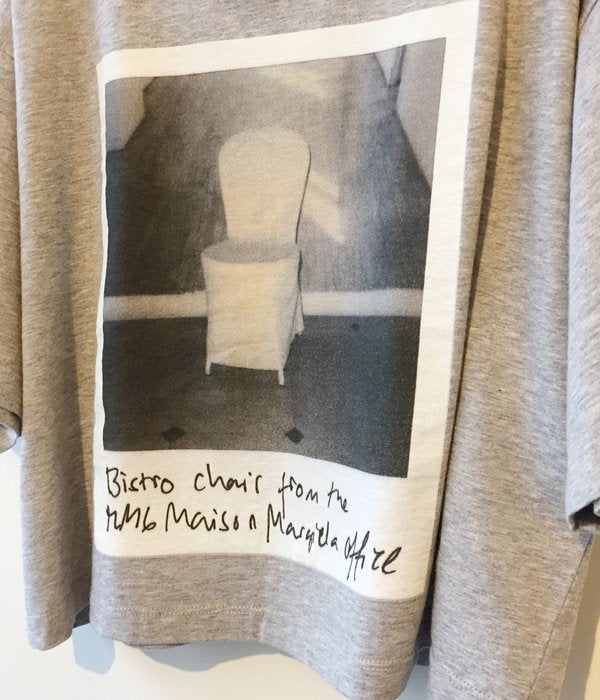 Bistro chair from the
MM6 Maison Margiela office